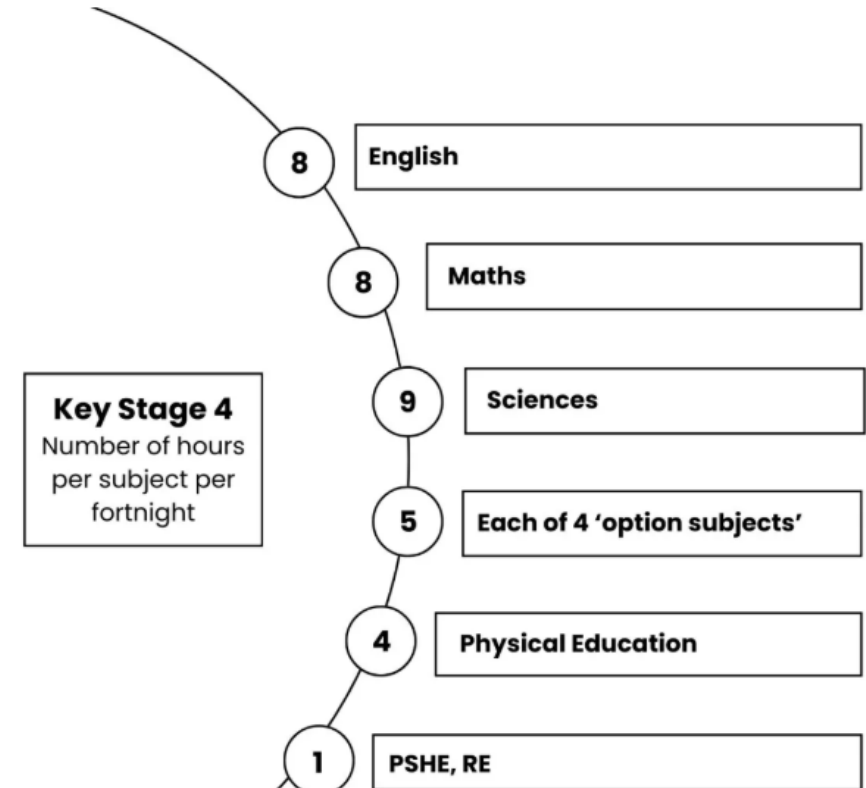 8
English
8
Maths
9
Sciences
Key Stage 4
Number of hours
per subject per
fortnight
5
Each of 4 ‘option subjects’
4
Physical Education
1
PSHE, RE